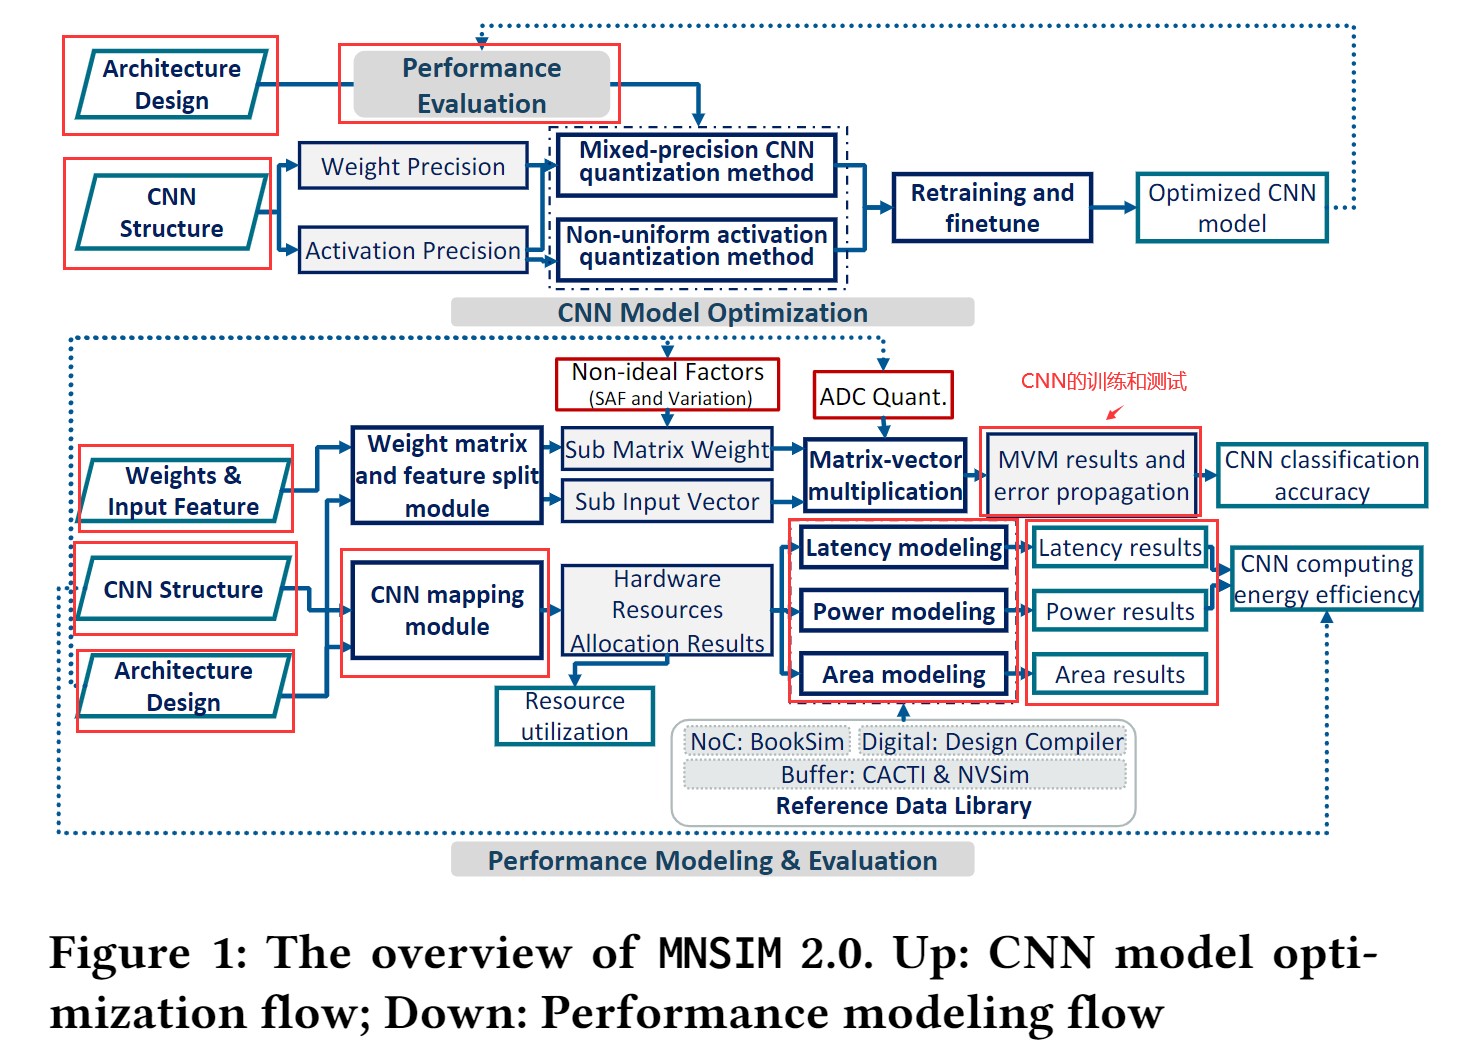 Architecture
Design
Performance
Evaluation
CNN
Structure
Weight Precision
Activation Precision
Mixed-precision CNN
quantization method
Non-uniform activation
quantization method
Retraining and
finetune
Optimized CNN
model
CNN Model Optimization
Non-ideal Factors
(SAF and Variation)
ADC Quant.
CNN的训练和测试
Weights &
Input Feature
Weight matrix
and feature split
module
Sub Matrix Weight
Sub Input Vector
Matrix-vector
multiplication
MVM results and
error propagation
CNN classification
accuracy
CNN Structure
Architecture
Design
CNN mapping
module
Hardware
Resources
Allocation Results
Resource
utilization
Latency modeling
Power modeling
Area modeling
Latency results
Power results
Area results
CNN computing
energy efficiency
NoC: BookSim
Digital: Design Compiler
Buffer: CACTI & NVSim
Reference Data Library
Performance Modeling & Evaluation
Figure 1: The overview of MNSIM 2.0. Up: CNN model opti-
mization flow; Down: Performance modeling flow